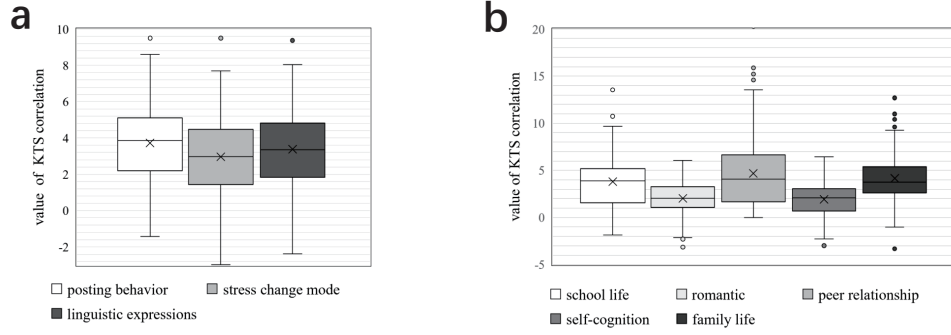 a
b
value of KTS correlation
10
8
6
4
2
0
-2
posting behavior
stress change mode
linguistic expressions
value of KTS correlation
20
15
10
5
0
-5
school life
romantic
peer relationship
self-cognition
family life